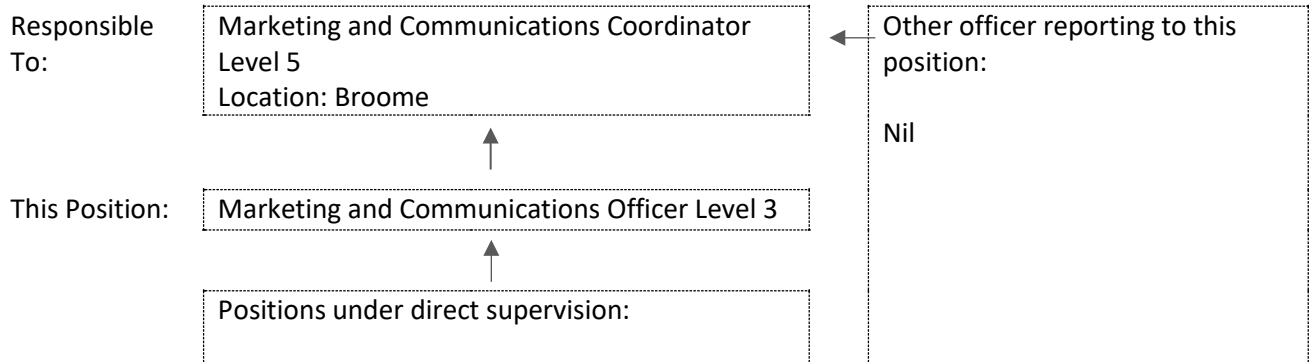 Responsible
To:
Marketing and Communications Coordinator
Level 5
Location: Broome
Other officer reporting to this
position:
Nil
This Position:
Marketing and Communications Officer Level 3
Positions under direct supervision: